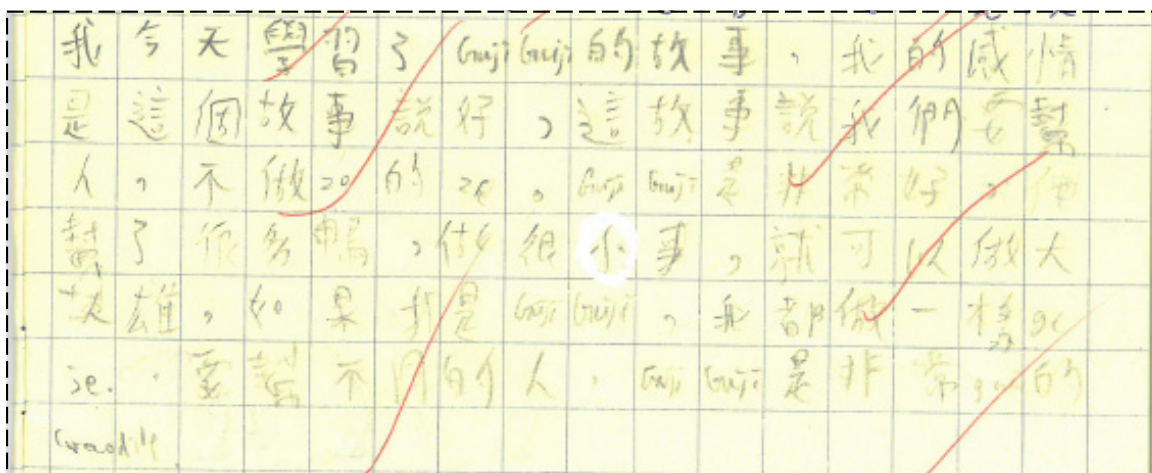 我今天學習了GujiGuji的故事,我的感情
是這個故事說好,這故事說我們要幫
人,不做的。Guji Guji是非常好,他
幫了很多鴨,做很小事,就可以做大
英雄。如果我是GujiGuji,我都做一樣
要幫不同的人。Guji Guji是非常的
Crocodile